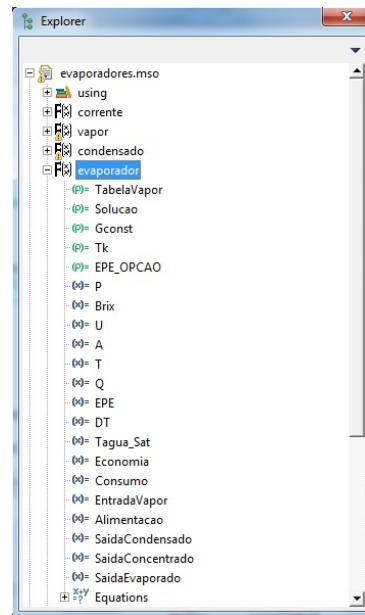 Explorer
evaporadores.mso
using
corrente
vapor
condensado
evaporador
(P)= TabelaVapor
(P)= Solucao
(P)= Gconst
(P)= Tk
(P)= EPE_OPCAO
(x)= P
(x)= Brix
(x)= U
(x)= A
(x)= T
(x)= Q
(x)= EPE
(x)= DT
(x)= Tagua_Sat
(x)= Economia
(x)= Consumo
(x)= EntradaVapor
(x)= Alimentacao
(x)= SaidaCondensado
(x)= SaidaConcentrado
(x)= SaidaEvaporado
X+Y =? Equations